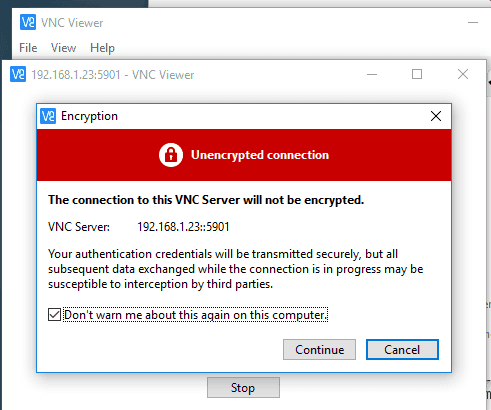 VNC Viewer
File View Help
192.168.1.23:5901 - VNC Viewer
Encryption
Unencrypted connection
The connection to this VNC Server will not be encrypted.
VNC Server: 192.168.1.23::5901
Your authentication credentials will be transmitted securely, but all
subsequent data exchanged while the connection is in progress may be
susceptible to interception by third parties.
Don't warn me about this again on this computer.
Continue Cancel
Stop